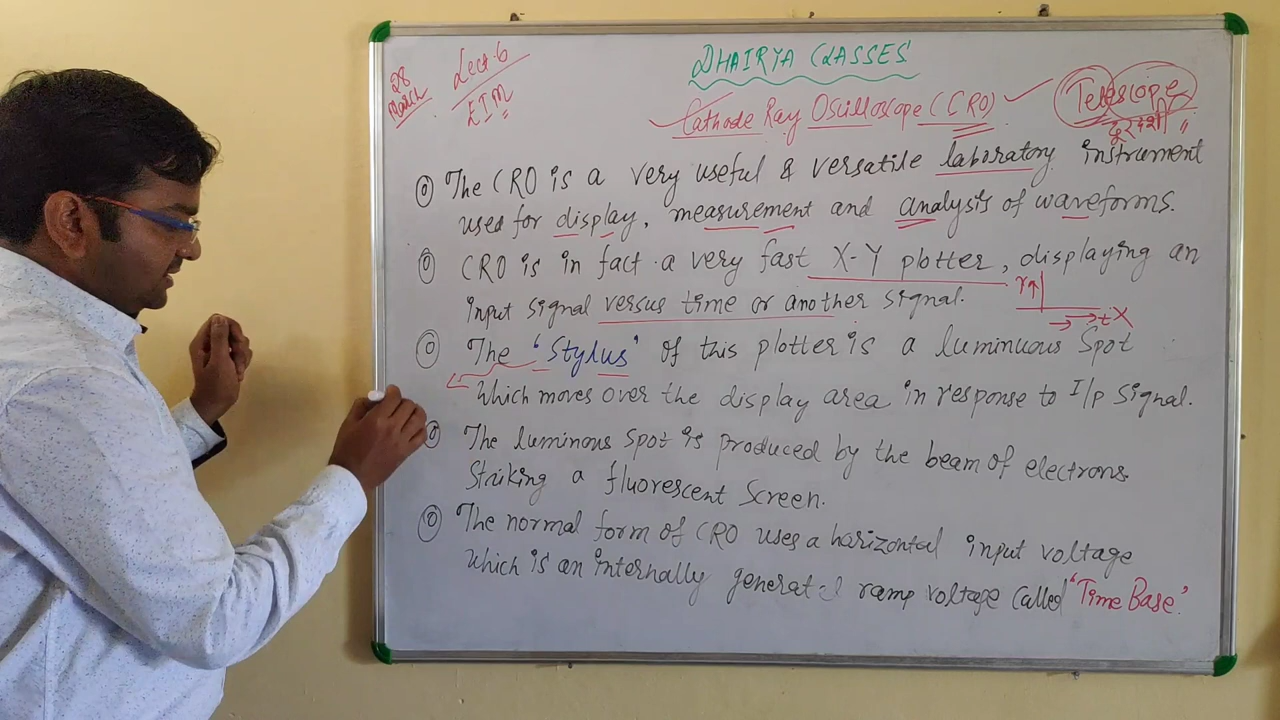 28 March
Lect-6
EIM
DHAIRYA CLASSES
Cathode Ray Oscilloscope (CRO)
Telescope
दूरदर्शी
The CRO is a very useful & versatile laboratory instrument
used for display, measurement and analysis of waveforms.
CRO is in fact a very fast X-Y plotter, displaying an
input signal versus time or another signal.
Y↑
→ → t X
The 'Stylus' of this plotter is a luminuous Spot
Which moves over the display area in response to I/p Signal.
The luminous Spot is produced by the beam of electrons
Striking a fluorescent Screen.
The normal form of CRO uses a harizontal input voltage
Which is an internally generated ramp voltage called 'Time Base'.